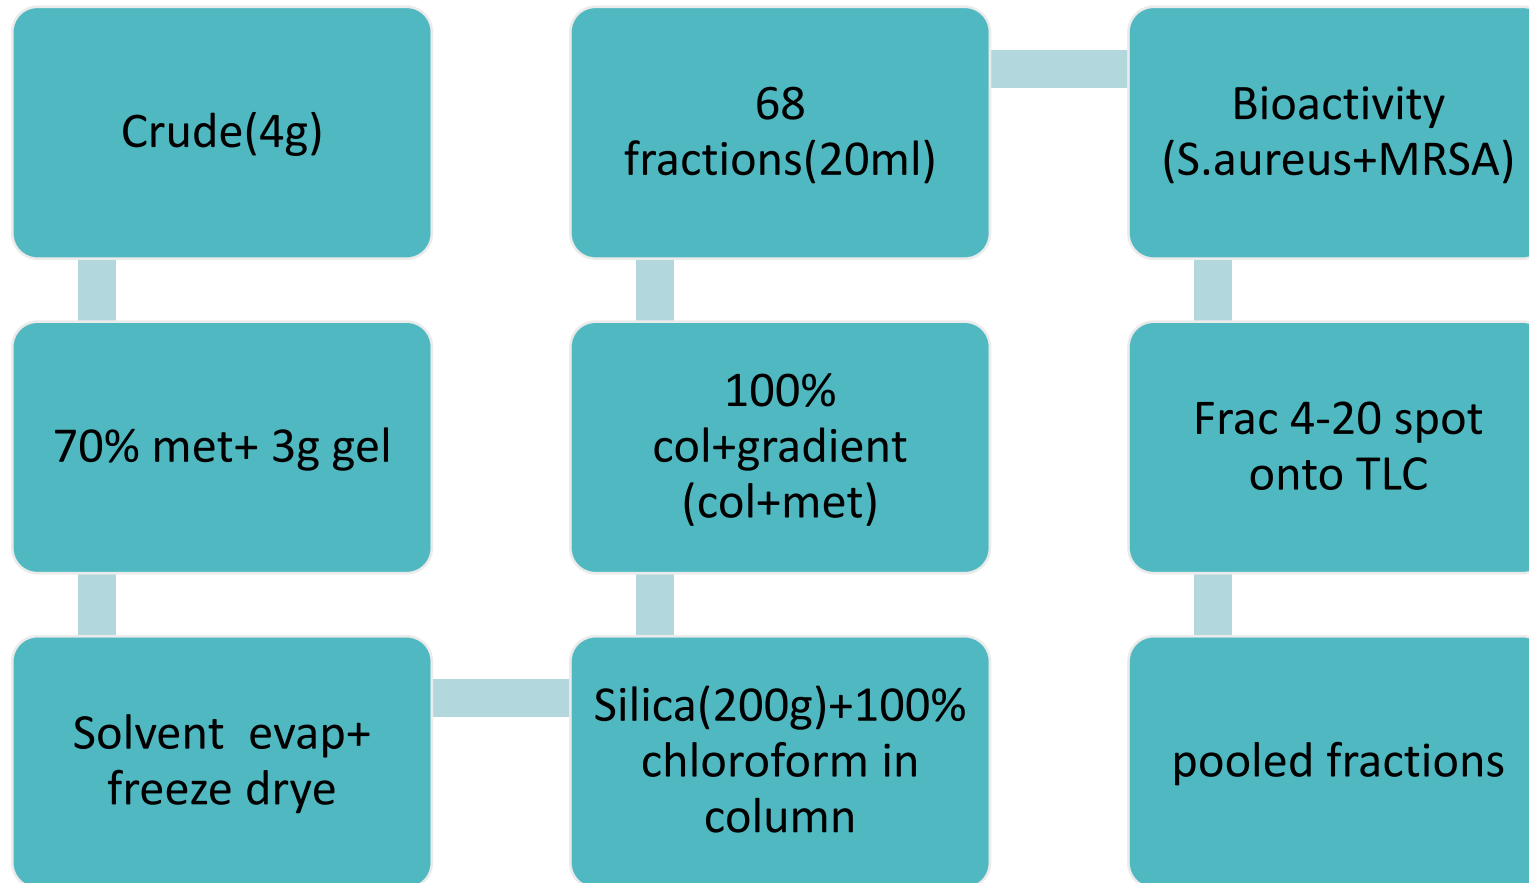 Crude(4g)
70% met+ 3g gel
Solvent  evap+
freeze drye
Silica(200g)+100%
chloroform in
column
100%
col+gradient
(col+met)
68
fractions(20ml)
Bioactivity
(S.aureus+MRSA)
Frac 4-20 spot
onto TLC
pooled fractions